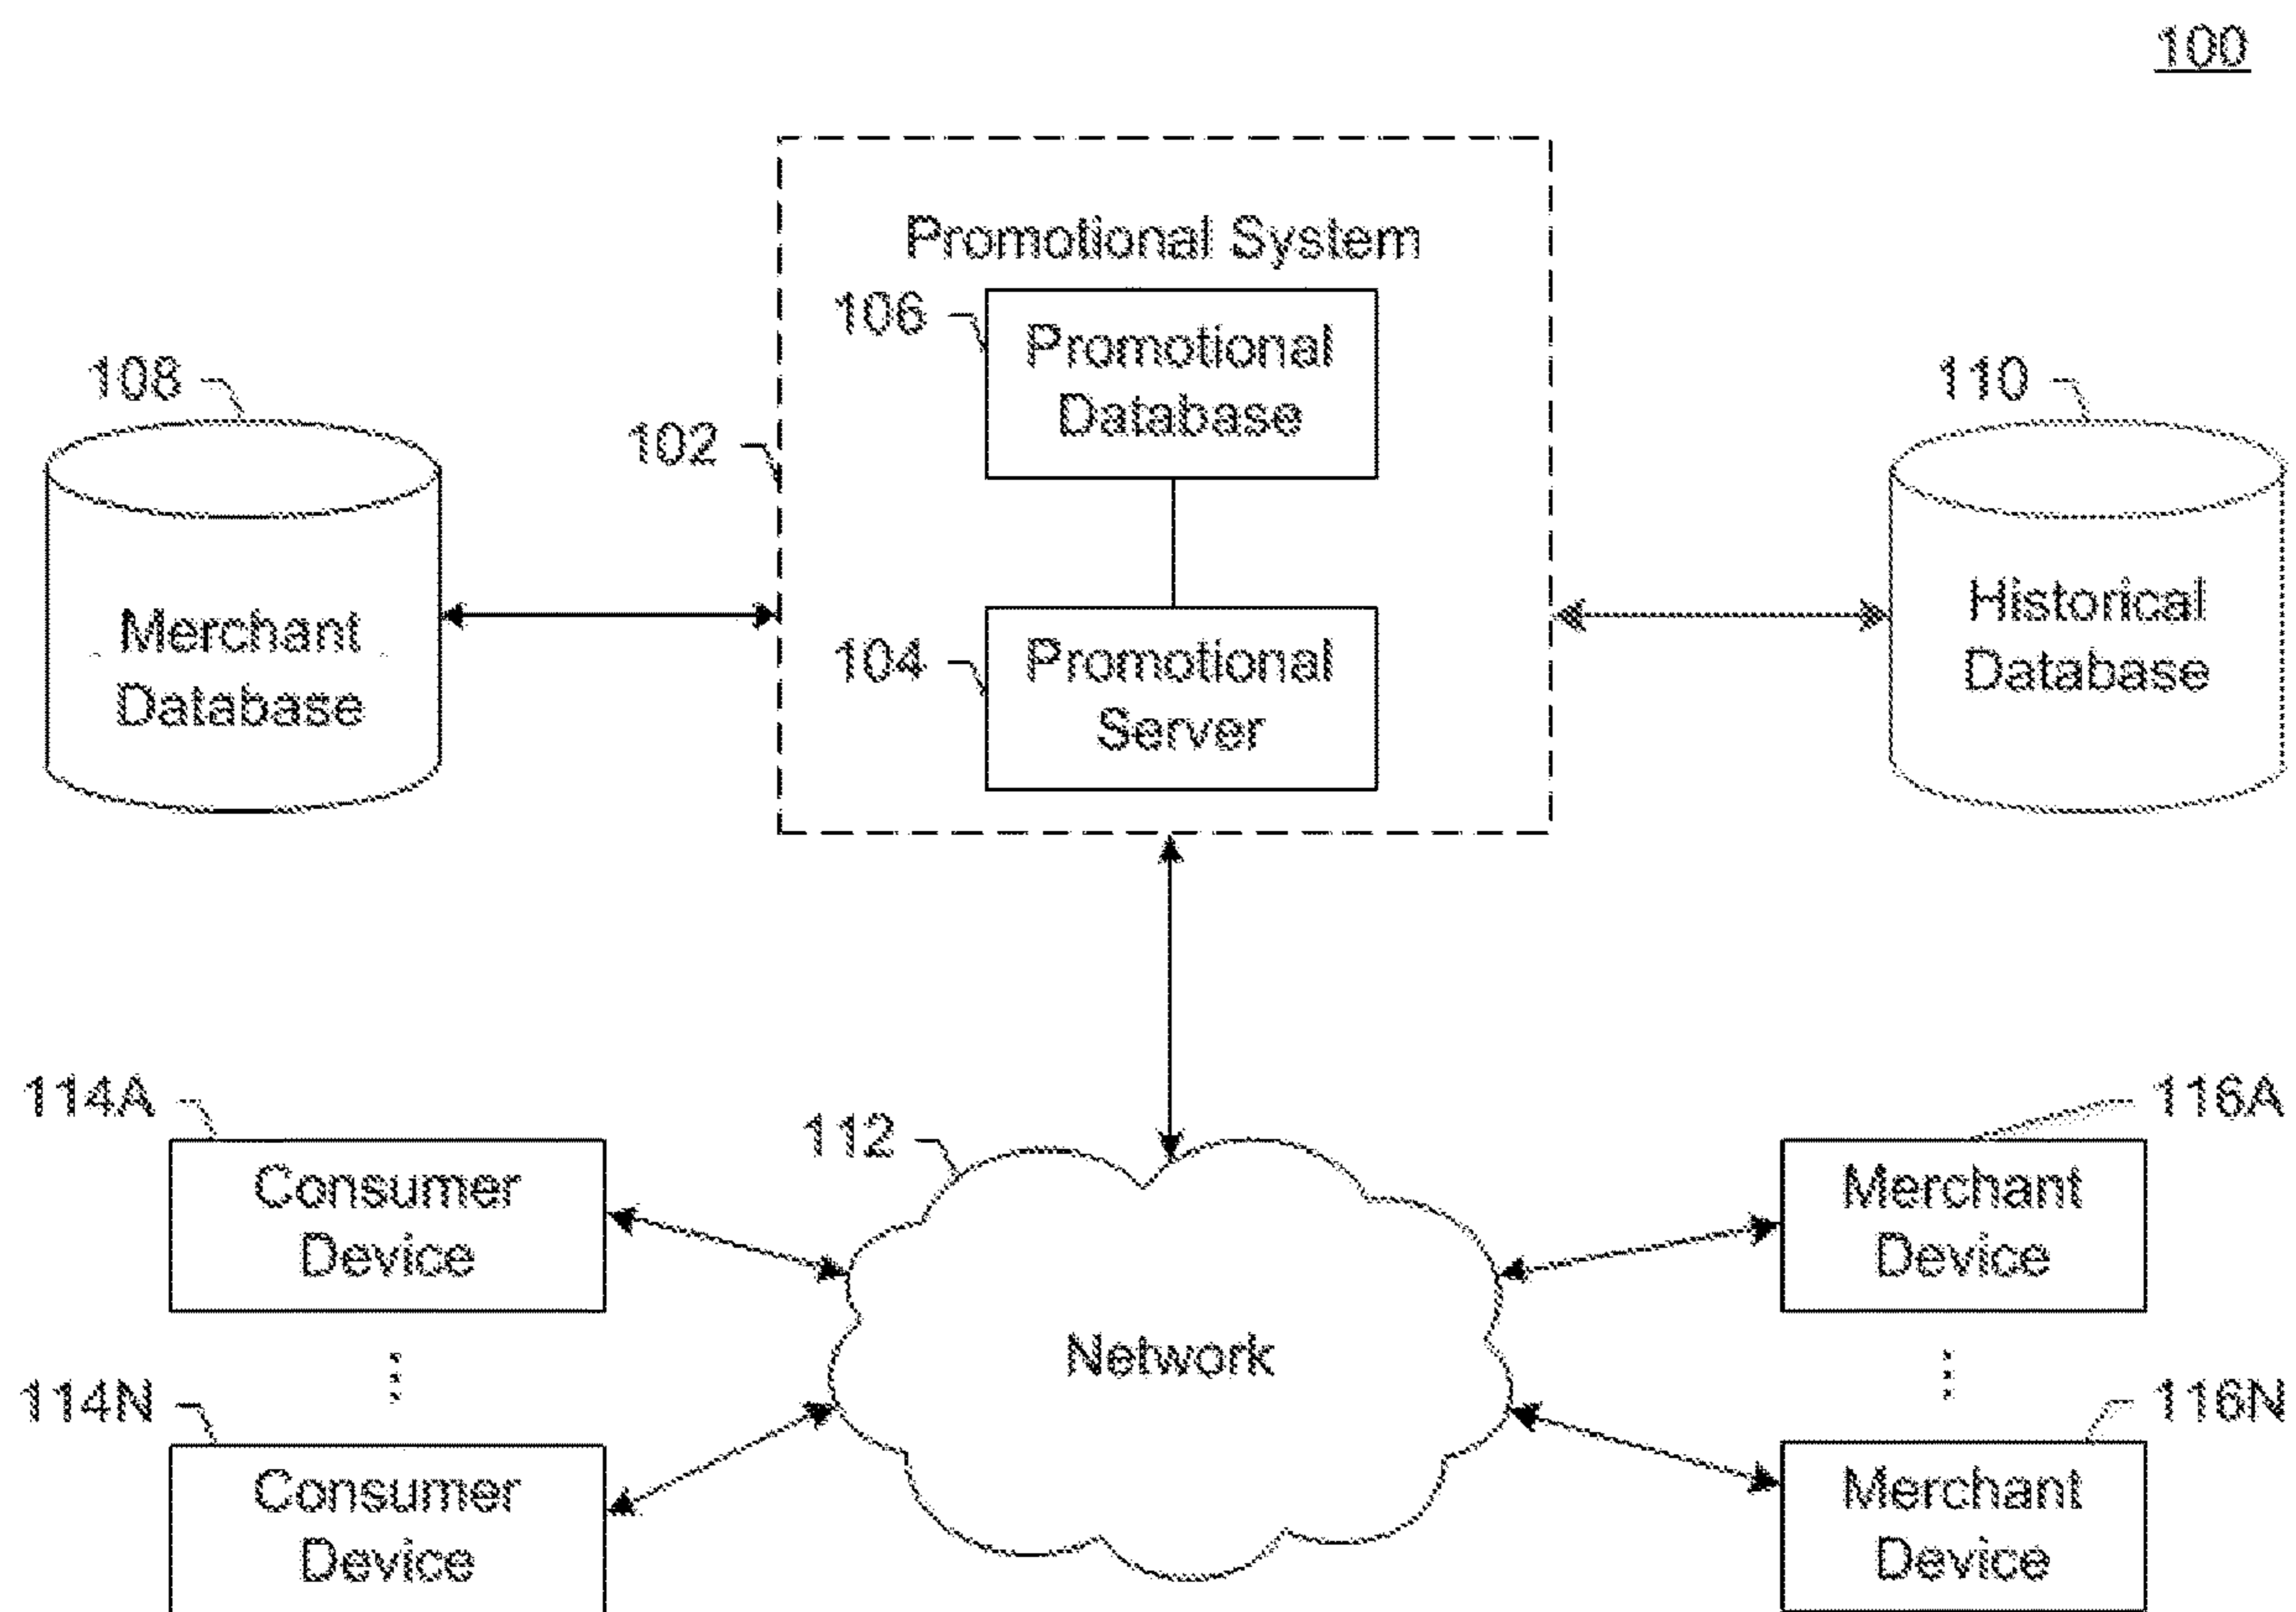 100
Promotional System
106
Promotional
Database
108
102
110
Merchant
Database
104
Promotional
Server
Historical
Database
114A
112
116A
Consumer
Device
Merchant
Device
Network
114N
116N
Consumer
Device
Merchant
Device